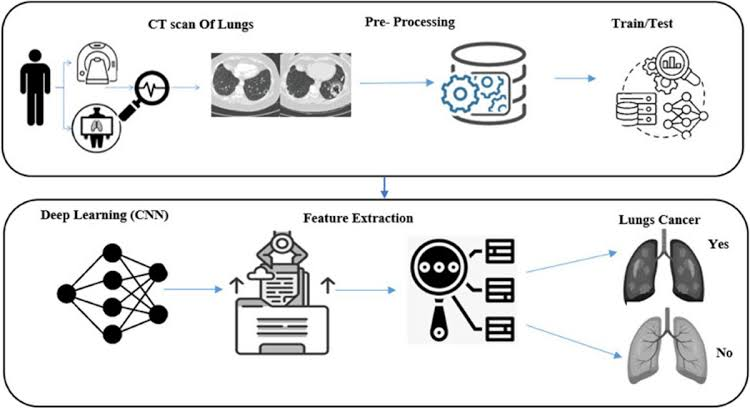 CT scan Of Lungs
Pre- Processing
Train/Test
Deep Learning (CNN)
Feature Extraction
Lungs Cancer
Yes
No